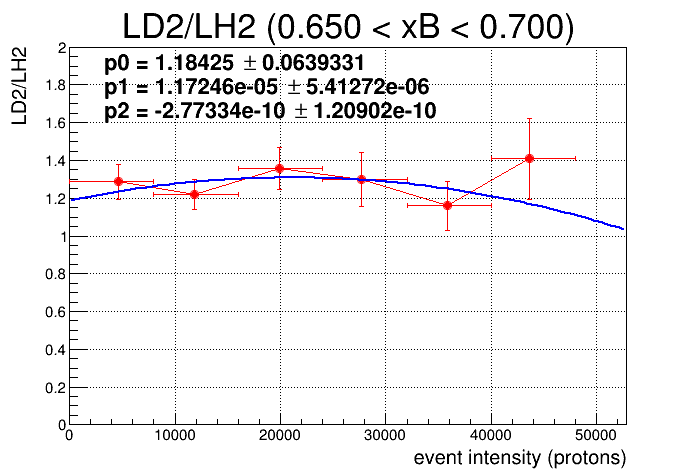 LD2/LH2 (0.650 < xB < 0.700)
LD2/LH2
p0 = 1.18425 ± 0.0639331
p1 = 1.17246e-05 ± 5.41272e-06
p2 = -2.77334e-10 ± 1.20902e-10
2
1.8
1.6
1.4
1.2
1
0.8
0.6
0.4
0.2
0
0 10000 20000 30000 40000 50000
event intensity (protons)